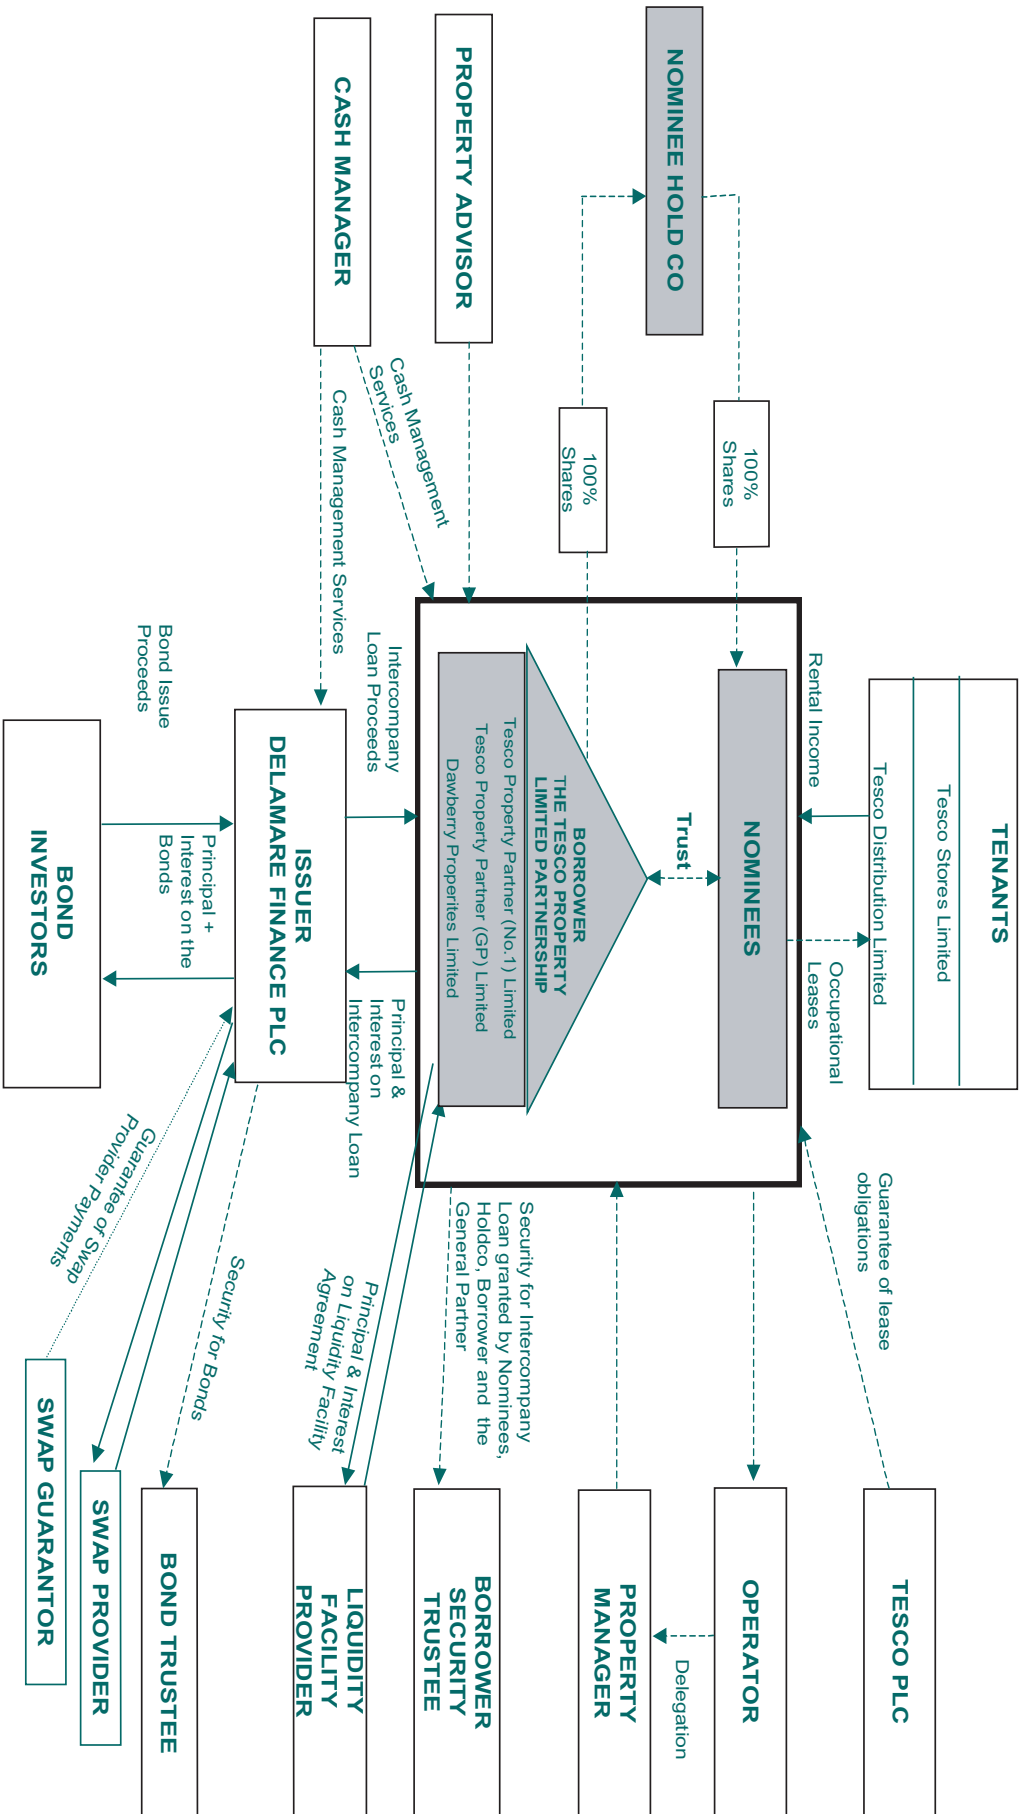 TENANTS
Tesco Stores Limited
Tesco Distribution Limited
TESCO PLC
Rental Income
Occupational
Leases
Guarantee of lease
obligations
NOMINEE HOLD CO
100%
Shares
100%
Shares
NOMINEES
Trust
OPERATOR
Delegation
PROPERTY
MANAGER
BORROWER
THE TESCO PROPERTY
LIMITED PARTNERSHIP
Tesco Property Partner (No.1) Limited
Tesco Property Partner (GP) Limited
Dawberry Properites Limited
PROPERTY ADVISOR
Security for Intercompany
Loan granted by Nominees,
Holdco, Borrower and the
General Partner
BORROWER
SECURITY
TRUSTEE
CASH MANAGER
Cash Management
Services
Cash Management Services
Intercompany
Loan Proceeds
Principal &
Interest on
Intercompany Loan
Principal & Interest
on Liquidity Facility
Agreement
LIQUIDITY
FACILITY
PROVIDER
ISSUER
DELAMARE FINANCE PLC
Security for Bonds
BOND TRUSTEE
Bond Issue
Proceeds
Principal +
Interest on the
Bonds
Guarantee of Swap
Provider Payments
SWAP PROVIDER
SWAP GUARANTOR
BOND
INVESTORS